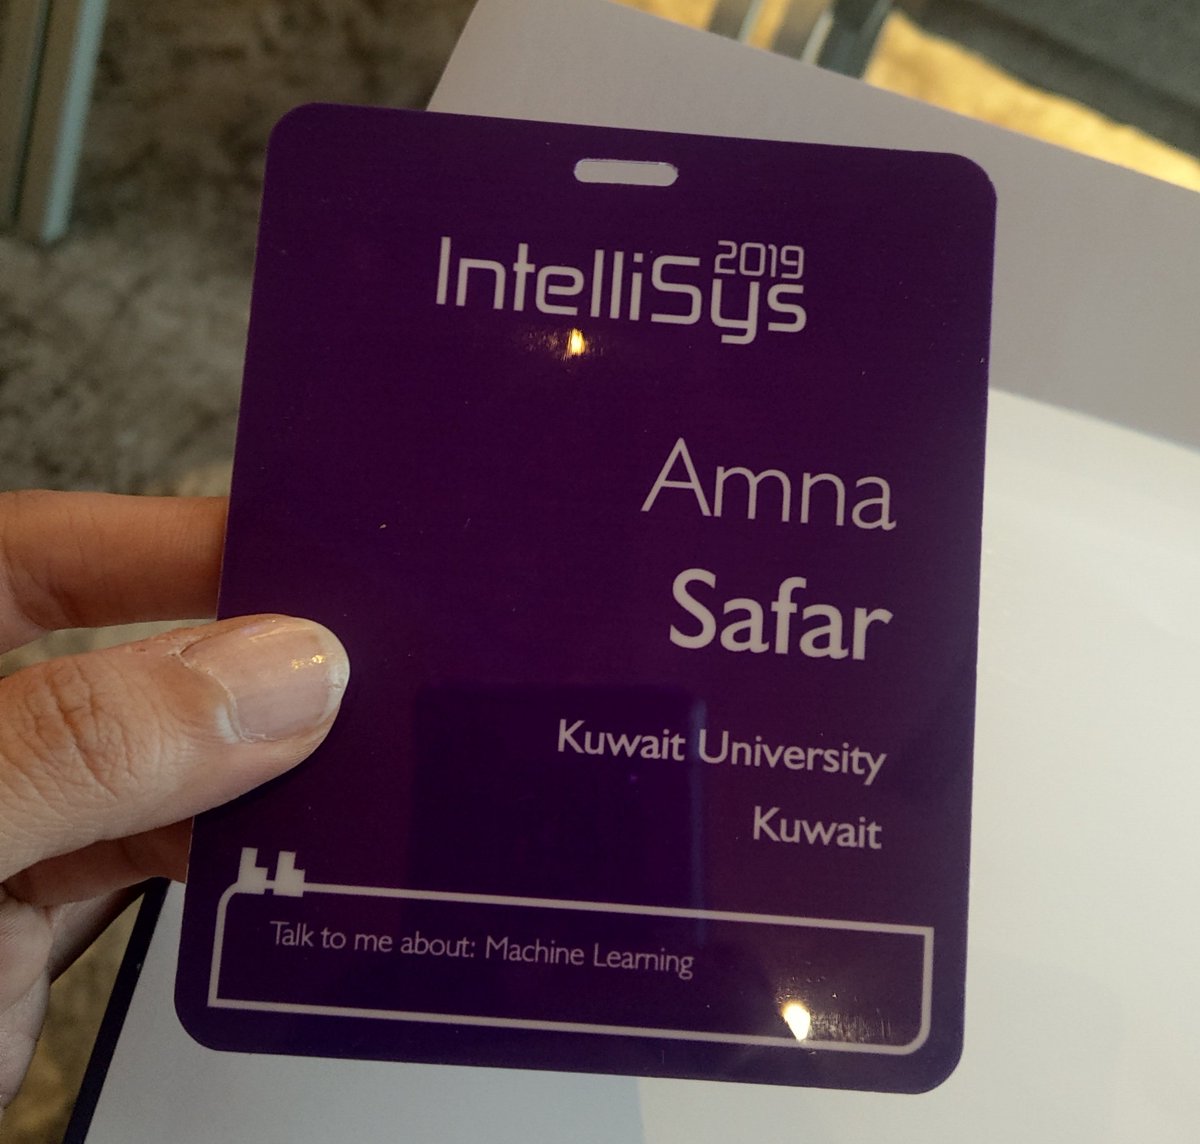 IntelliSys 2019
Amna
Safar
Kuwait University
Kuwait
Talk to me about: Machine Learning